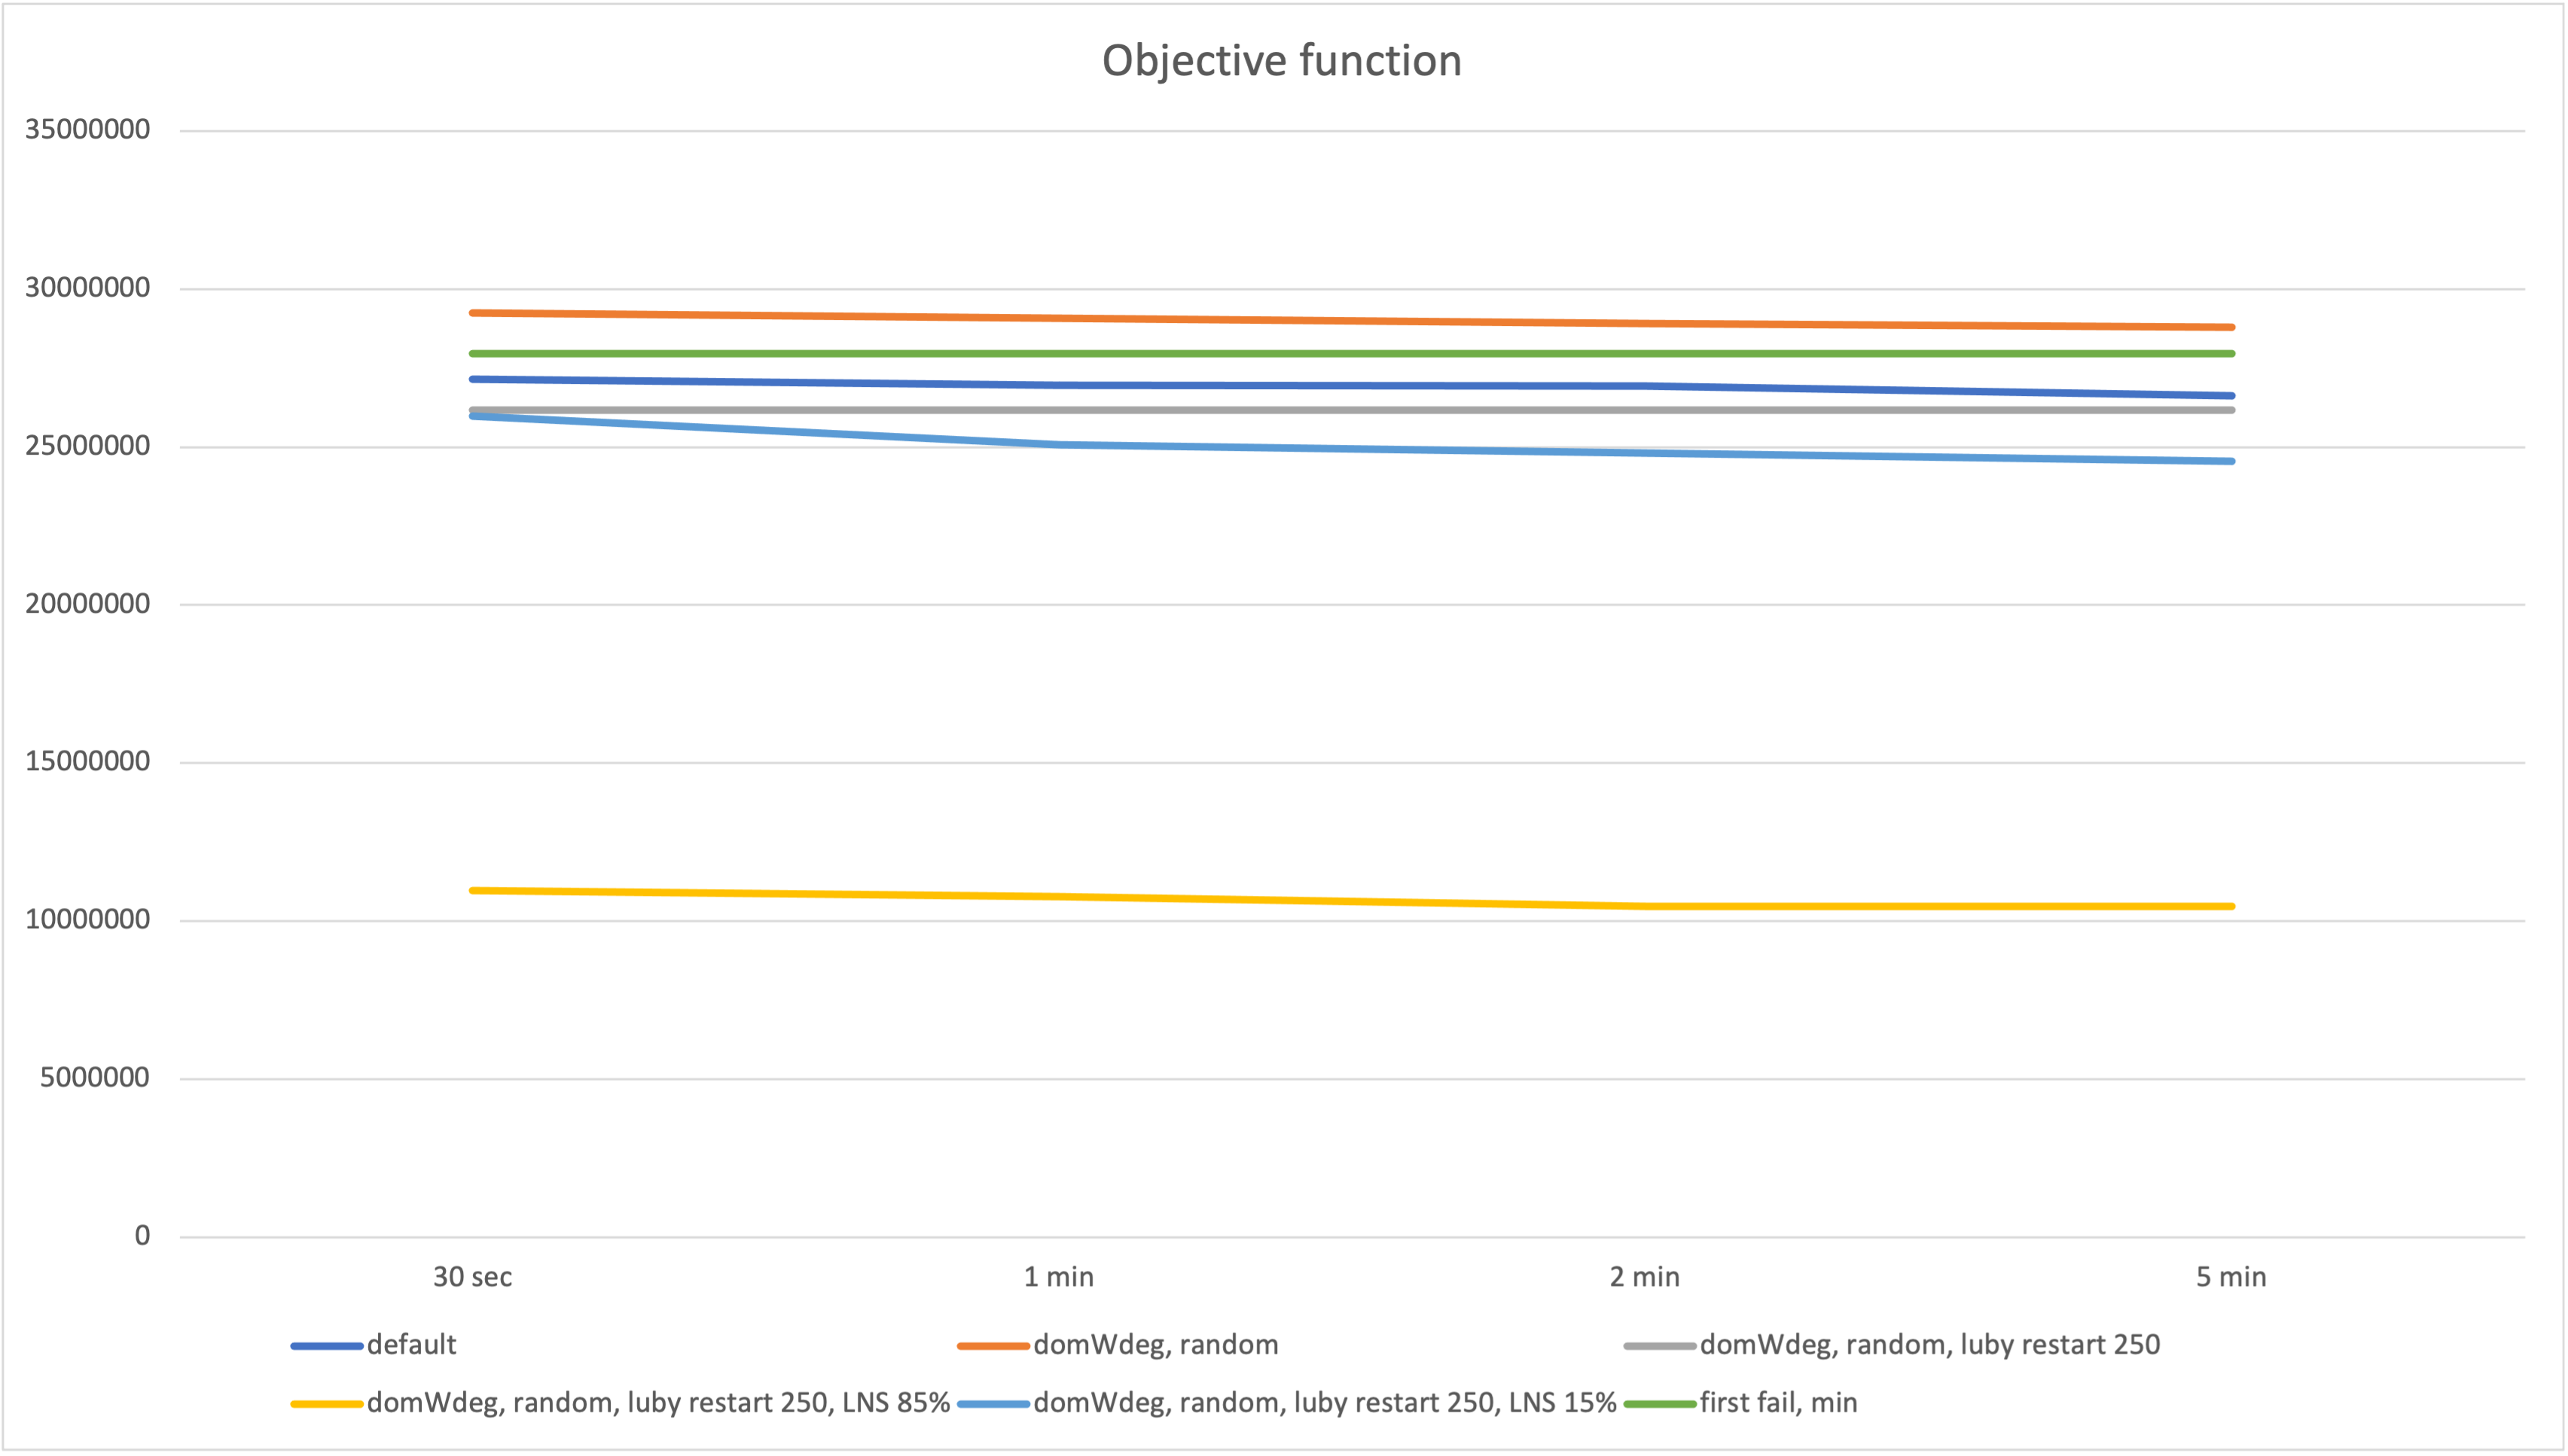 Objective function
35000000
30000000
25000000
20000000
15000000
10000000
5000000
0
30 sec 1 min 2 min 5 min
default domWdeg, random domWdeg, random, luby restart 250
domWdeg, random, luby restart 250, LNS 85% domWdeg, random, luby restart 250, LNS 15% first fail, min